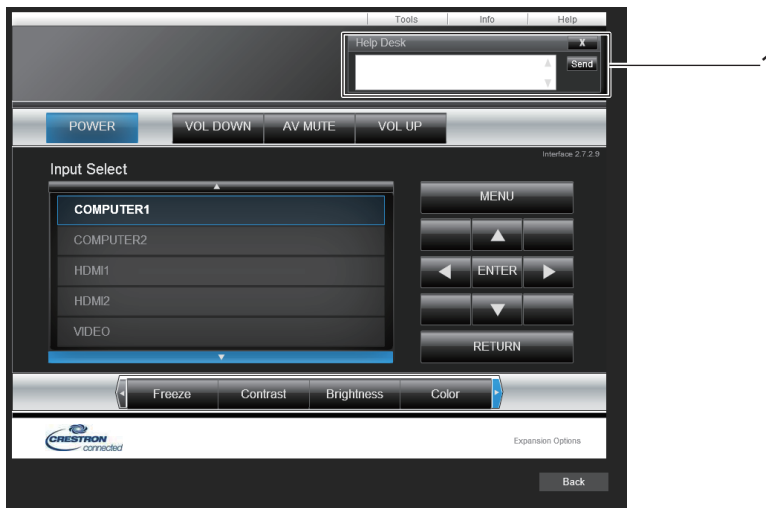 Tools Info Help
Help Desk X
Send
POWER VOL DOWN AV MUTE VOL UP
Interface 2.7.2.9
Input Select
COMPUTER1
COMPUTER2
HDMI1
HDMI2
VIDEO
MENU
ENTER
RETURN
Freeze Contrast Brightness Color
CRESTRON
connected
Expansion Options
Back